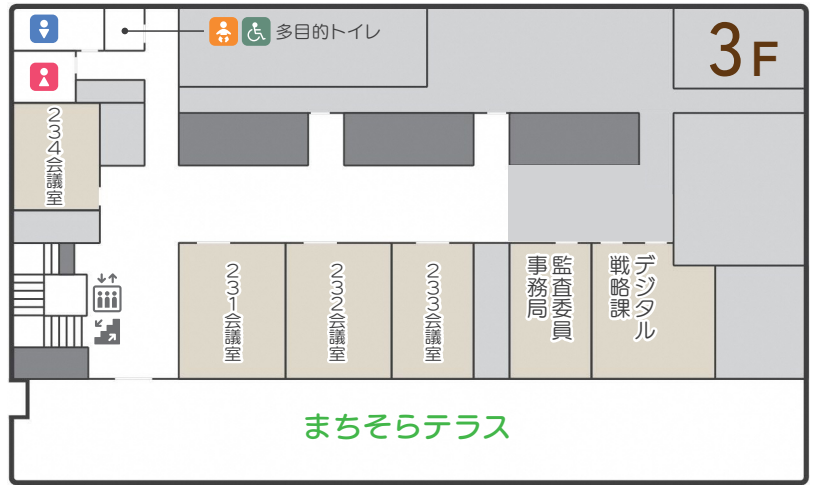 多目的トイレ
3F
234会議室
231会議室
232会議室
233会議室
監査委員
事務局
デジタル
戦略課
まちそらテラス